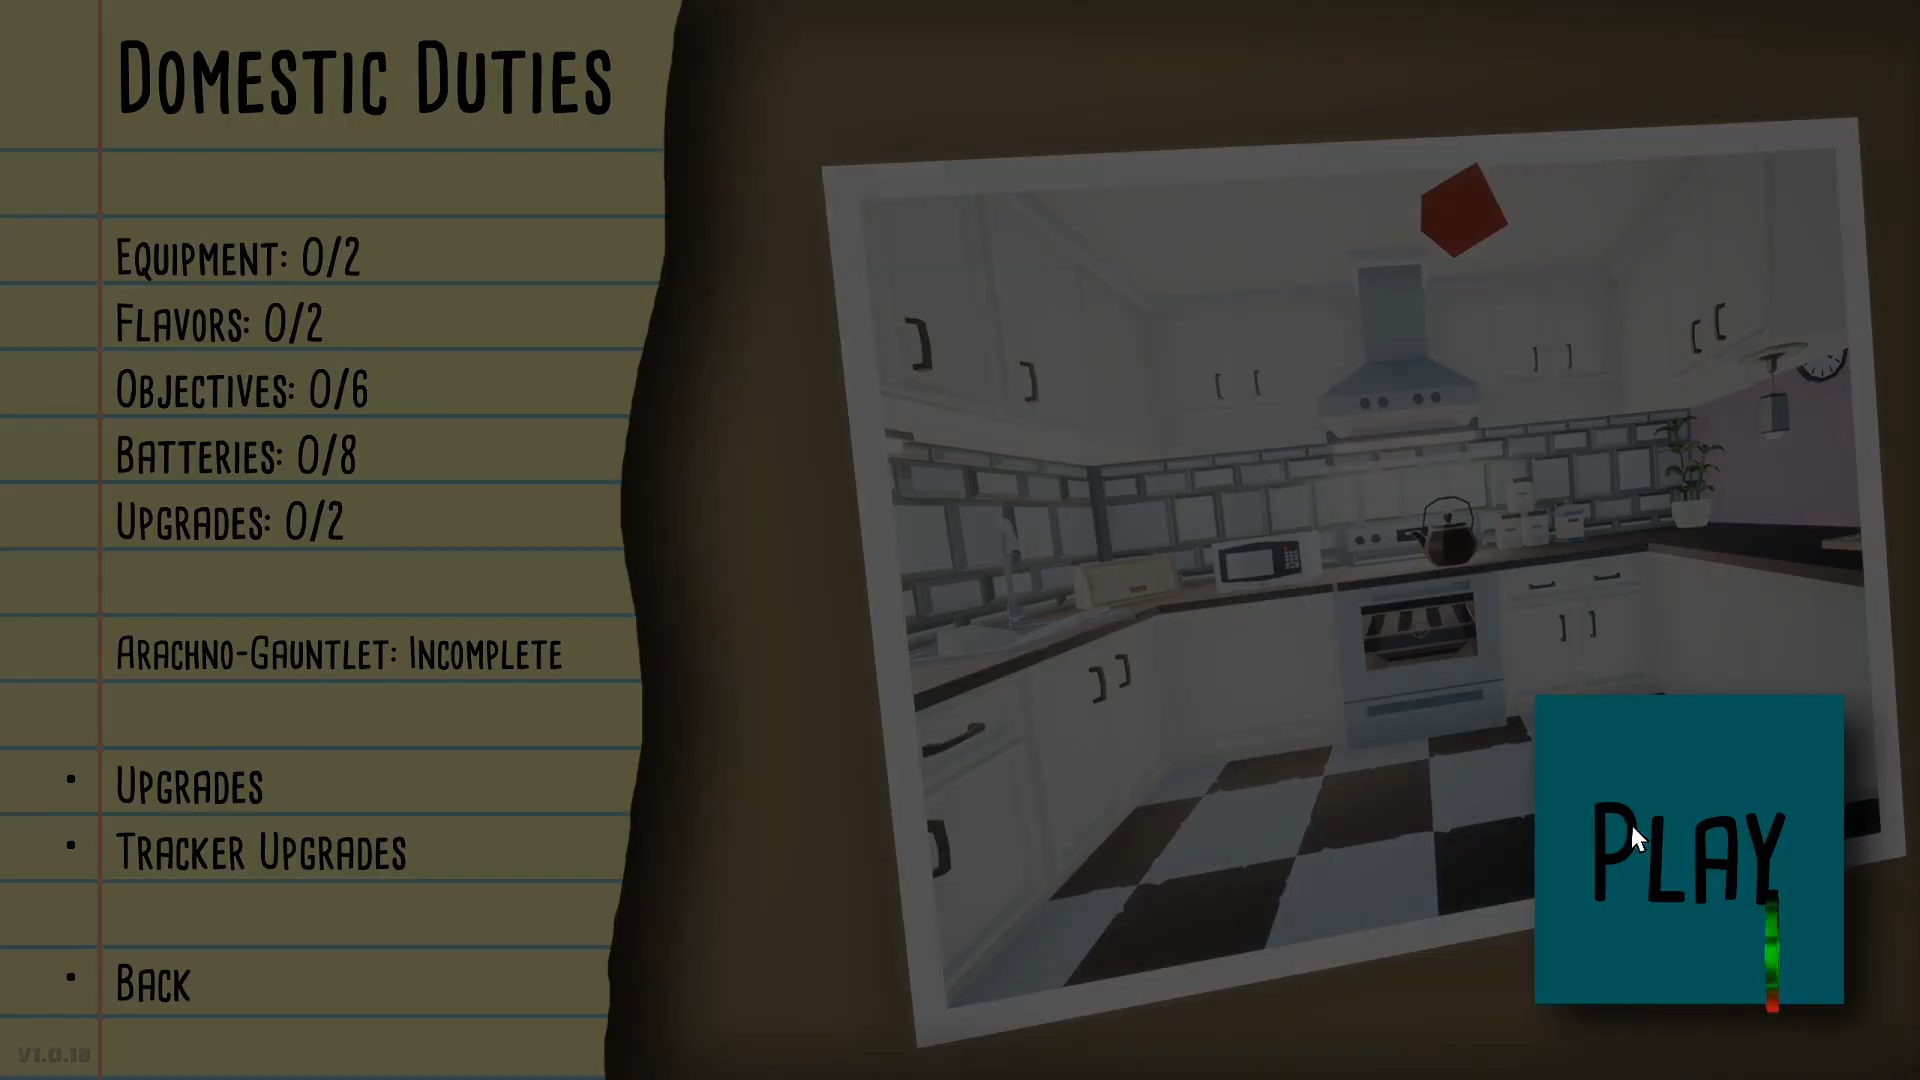 Domestic Duties
Equipment: 0/2
Flavors: 0/2
Objectives: 0/6
Batteries: 0/8
Upgrades: 0/2
Arachno-Gauntlet: Incomplete
• Upgrades
• Tracker Upgrades
• Back
Play
V1.0.18